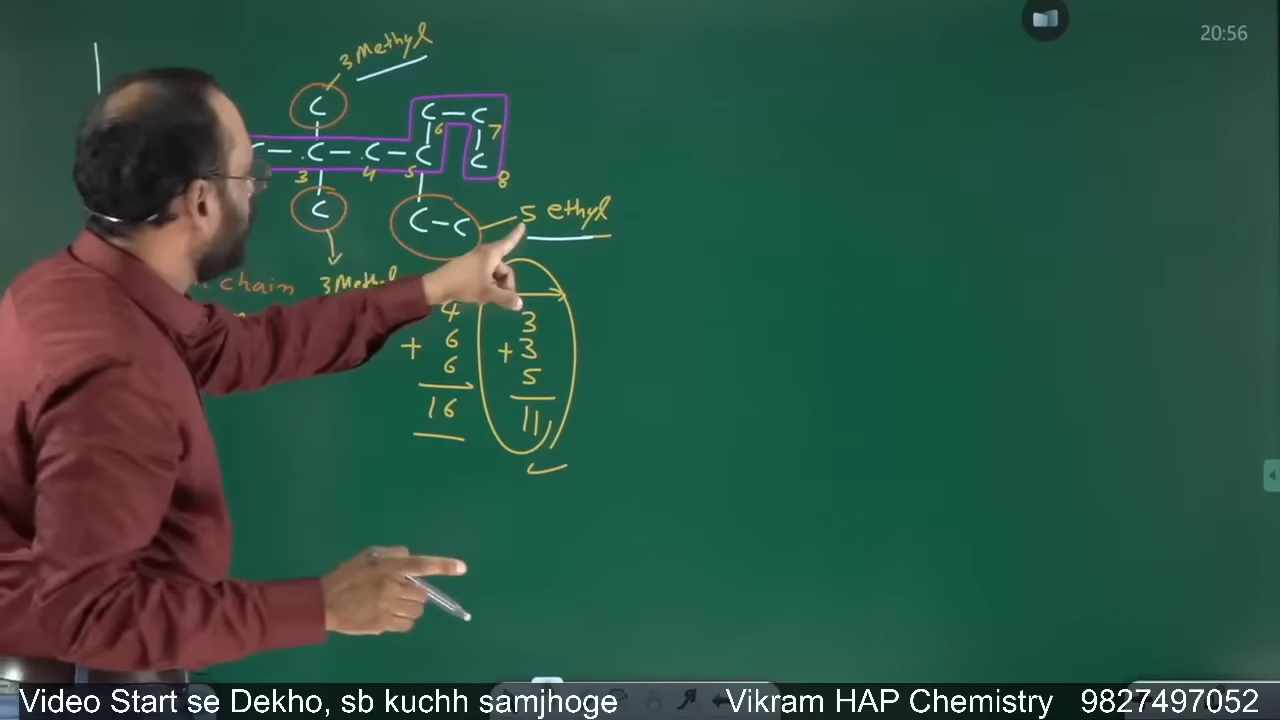 20:56
3 Methyl
C
C — C
6 7
C — C — C — C C
3 4 5 8
C
C — C
5 ethyl
chain 3 Methyl
4
+ 6
6
16
3
+ 3
5
11
Video Start se Dekho, sb kuchh samjhoge Vikram HAP Chemistry 9827497052